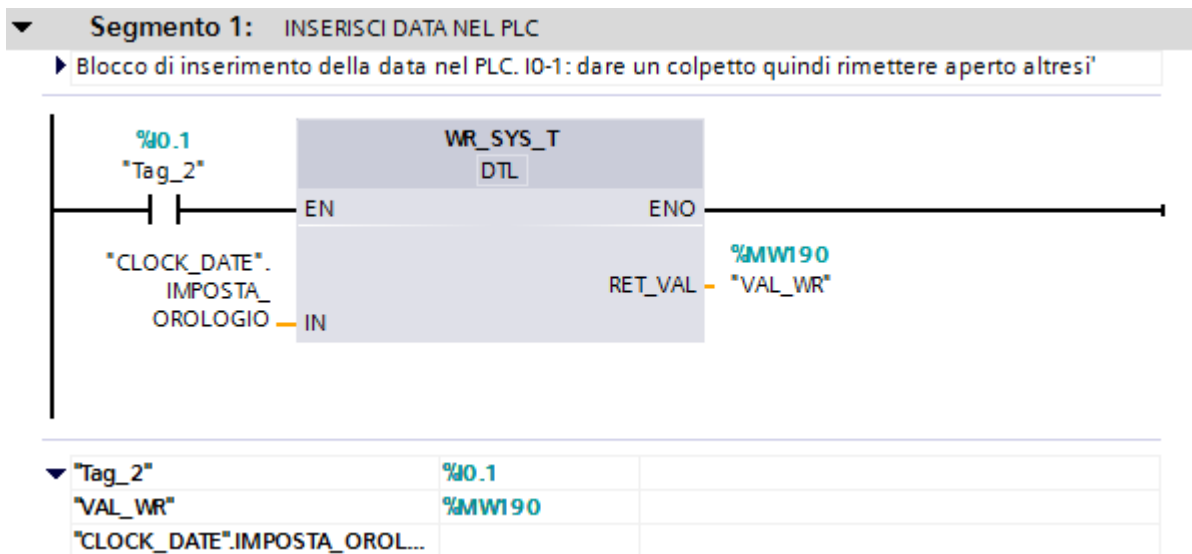 Segmento 1: INSERISCI DATA NEL PLC
Blocco di inserimento della data nel PLC. I0-1: dare un colpetto quindi rimettere aperto altresi'
%I0.1
"Tag_2"
WR_SYS_T
DTL
EN
ENO
"CLOCK_DATE".
IMPOSTA_
OROLOGIO
IN
RET_VAL
%MW190
"VAL_WR"
"Tag_2" %I0.1
"VAL_WR" %MW190
"CLOCK_DATE".IMPOSTA_OROL...